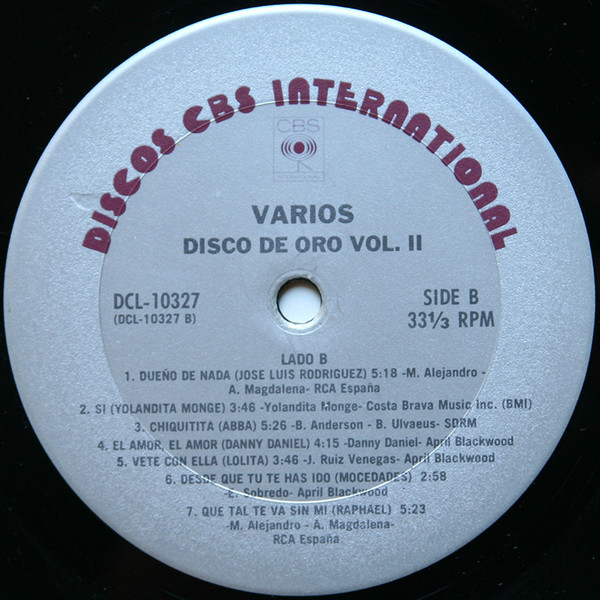 DISCOS CBS INTERNATIONAL
CBS
VARIOS
DISCO DE ORO VOL. II
DCL-10327
(DCL-10327 B)
SIDE B
33⅓ RPM
LADO B
1. DUEÑO DE NADA (JOSE LUIS RODRIGUEZ) 5:18 -M. Alejandro -
A. Magdalena- RCA España
2. SI (YOLANDITA MONGE) 3:46 -Yolandita Monge- Costa Brava Music Inc. (BMI)
3. CHIQUITITA (ABBA) 5:26 -B. Anderson - B. Ulvaeus- SDRM
4. EL AMOR, EL AMOR (DANNY DANIEL) 4:15 -Danny Daniel- April Blackwood
5. VETE CON ELLA (LOLITA) 3:46 -J. Ruiz Venegas- April Blackwood
6. DESDE QUE TU TE HAS IDO (MOCEDADES) 2:58
-E. Sobredo- April Blackwood
7. QUE TAL TE VA SIN MI (RAPHAEL) 5:23
-M. Alejandro - A. Magdalena-
RCA España